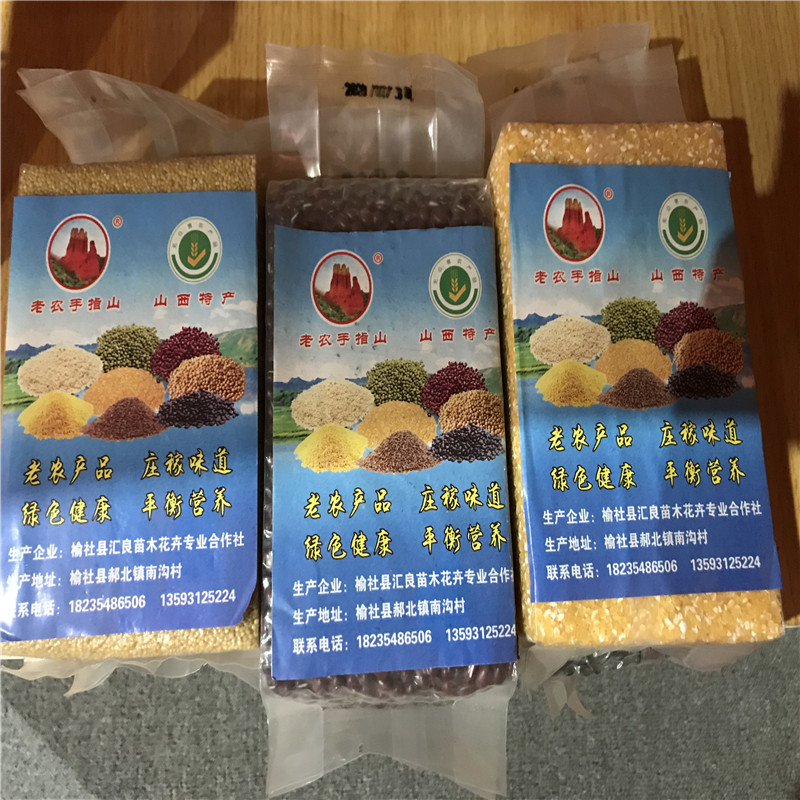 老农手指山 山西特产
老农产品 庄稼味道
绿色健康 平衡营养
生产企业：榆社县汇良苗木花卉专业合作社
生产地址：榆社县郝北镇南沟村
联系电话：18235486506 13593125224
老农手指山 山西特产
老农产品 庄稼味道
绿色健康 平衡营养
生产企业：榆社县汇良苗木花卉专业合作社
生产地址：榆社县郝北镇南沟村
联系电话：18235486506 13593125224
老农手指山 山西特产
老农产品 庄稼味道
绿色健康 平衡营养
生产企业：榆社县汇良苗木花卉专业合作社
生产地址：榆社县郝北镇南沟村
联系电话：18235486506 13593125224